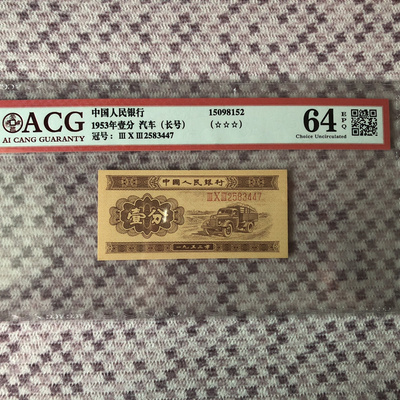 ACG
AI CANG GUARANTY
中国人民银行
1953年壹分 汽车（长号）
冠号：ⅢⅩⅢ2583447
15098152
(☆☆☆)
64 EPQ
Choice Uncirculated
中國人民銀行
ⅢⅩⅢ2583447
壹分
一九五三年